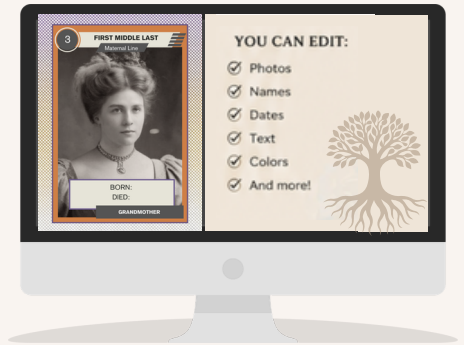 3
FIRST MIDDLE LAST
Maternal Line
BORN:
DIED:
GRANDMOTHER
YOU CAN EDIT:
Photos
Names
Dates
Text
Colors
And more!